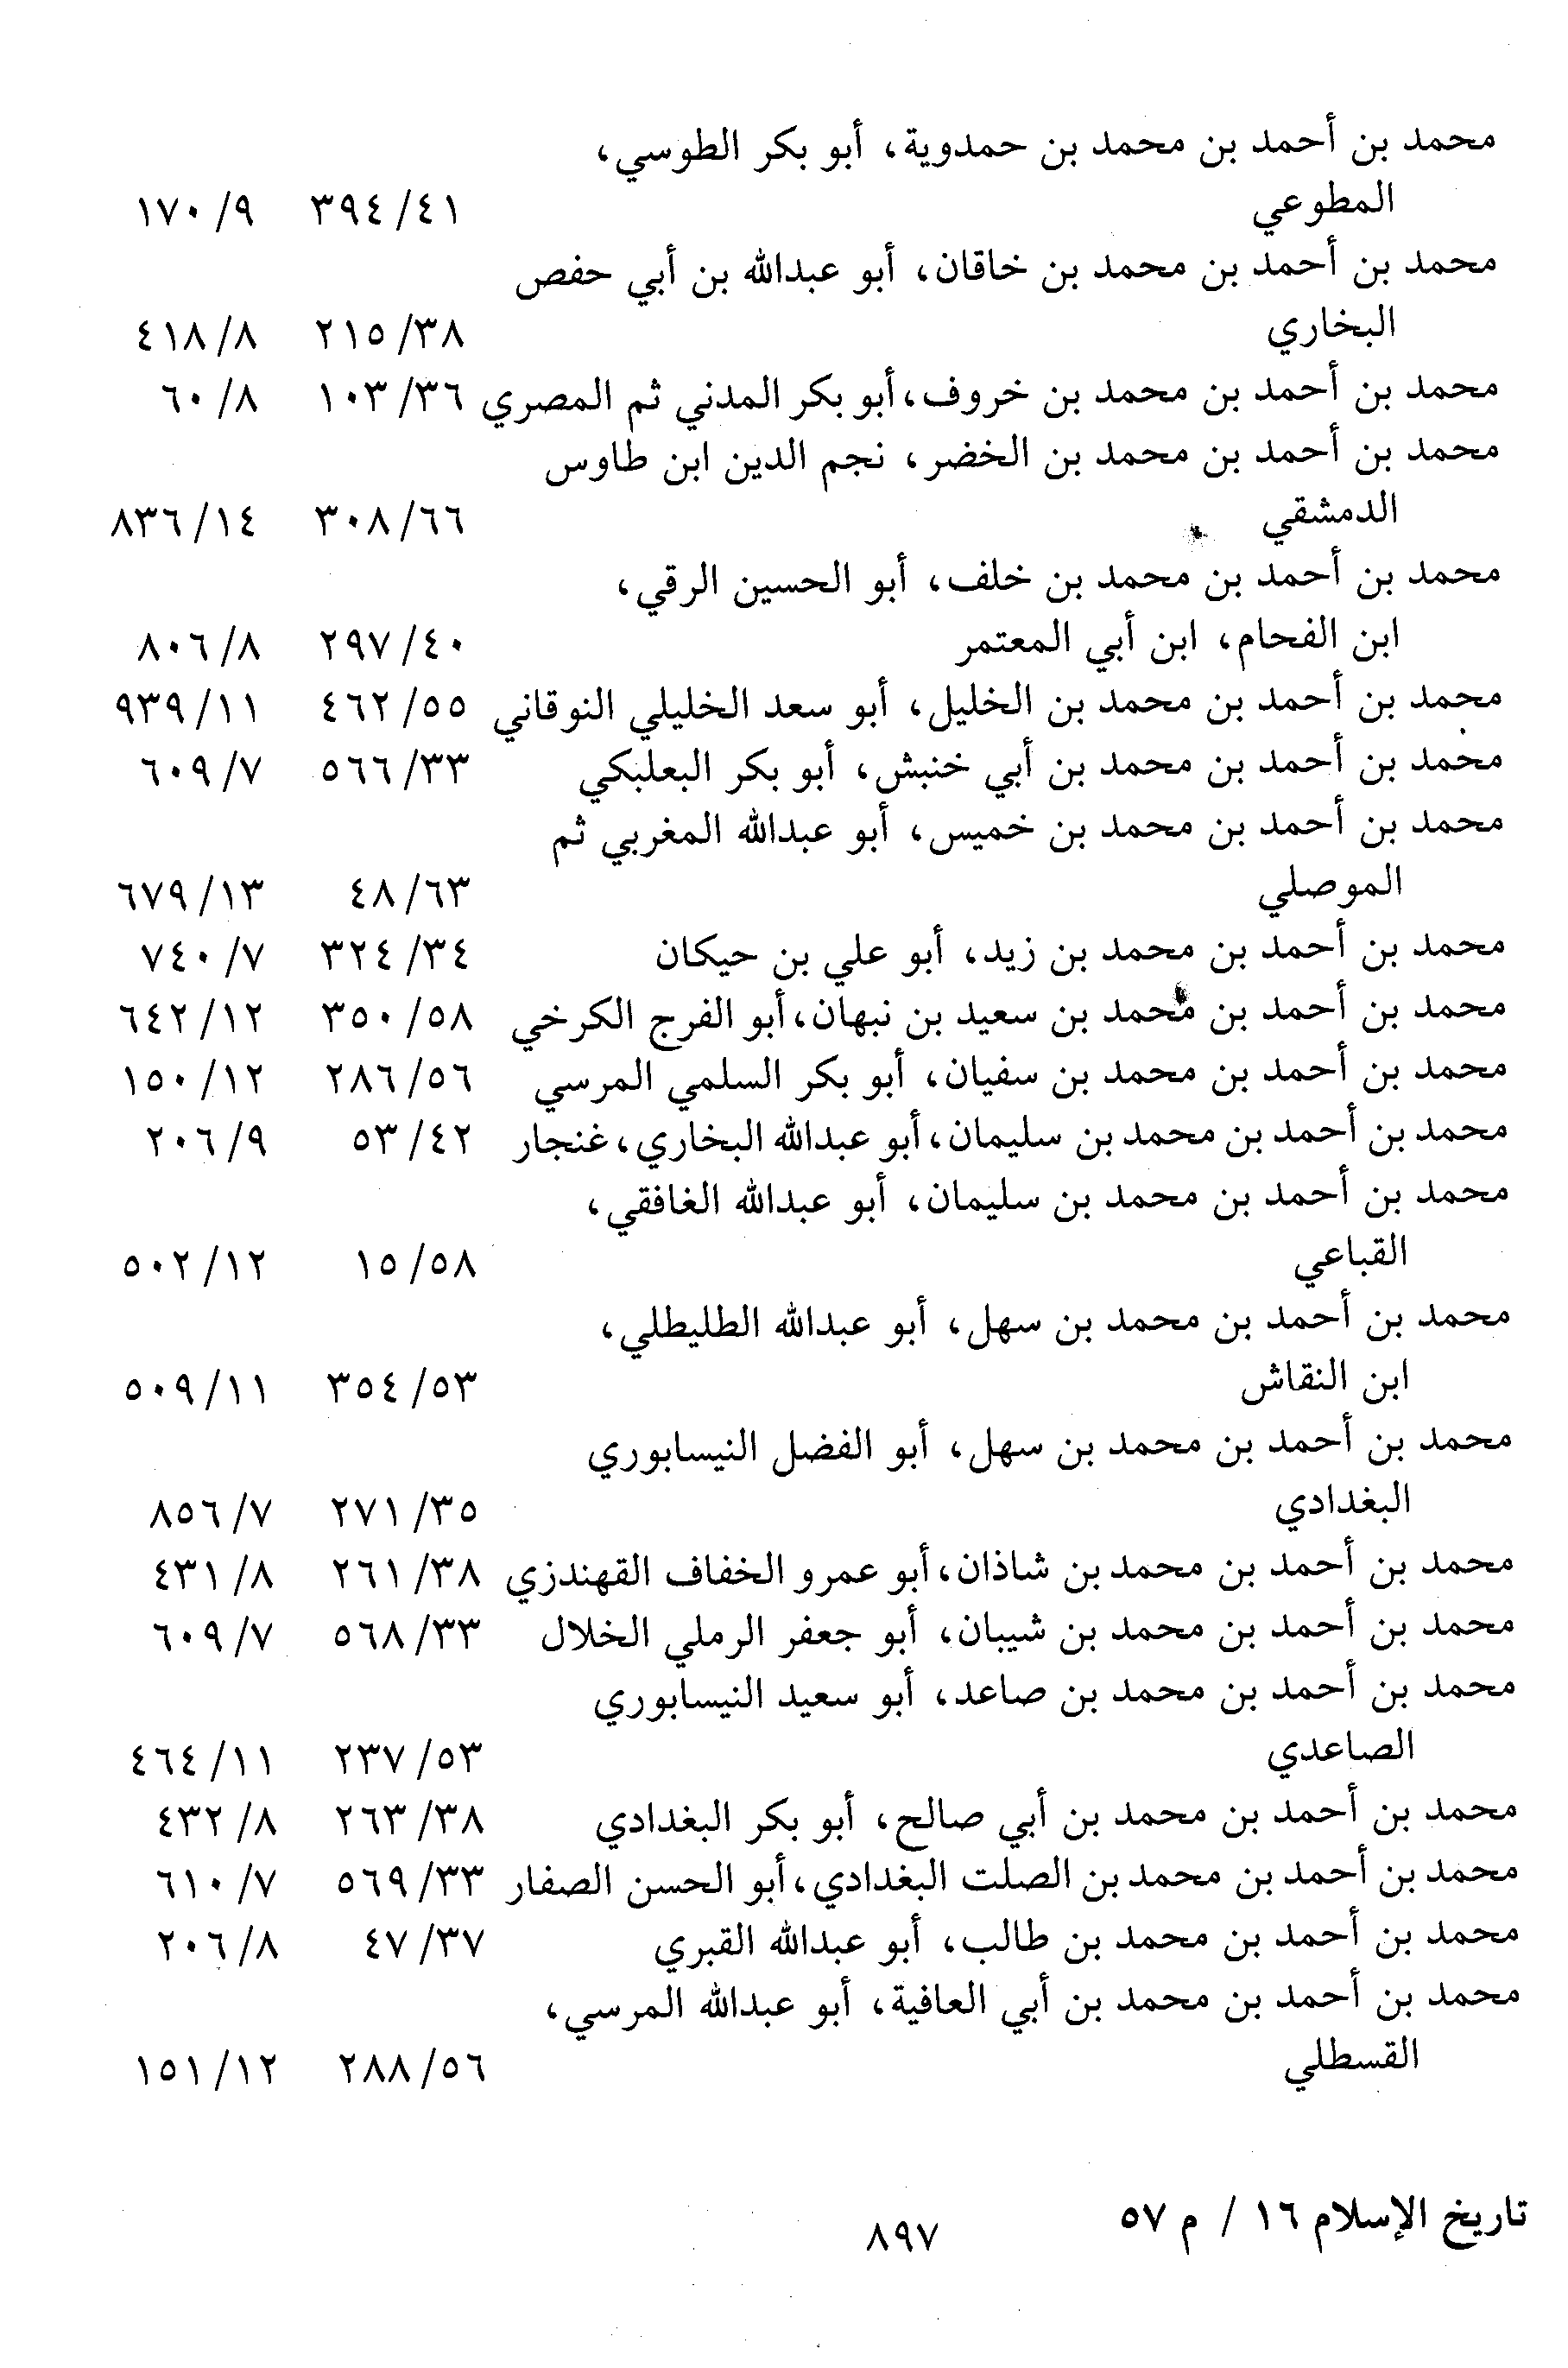 محمد بن أحمد بن محمد بن حمدوية، أبو بكر الطوسي،
المطوعي ٣٩٤/٤١ ١٧٠/٩
محمد بن أحمد بن محمد بن خاقان، أبو عبدالله بن أبي حفص
البخاري ٢١٥/٣٨ ٤١٨/٨
محمد بن أحمد بن محمد بن خروف، أبو بكر المدني ثم المصري ١٠٣/٣٦ ٦٠/٨
محمد بن أحمد بن محمد بن الخضر، نجم الدين ابن طاوس
الدمشقي ٣٠٨/٦٦ ٨٣٦/١٤
محمد بن أحمد بن محمد بن خلف، أبو الحسين الرقي،
ابن الفحام، ابن أبي المعتمر ٢٩٧/٤٠ ٨٠٦/٨
محمد بن أحمد بن محمد بن الخليل، أبو سعد الخليلي النوقاني ٤٦٢/٥٥ ٩٣٩/١١
محمد بن أحمد بن محمد بن أبي خنبش، أبو بكر البعلبكي ٥٦٦/٣٣ ٦٠٩/٧
محمد بن أحمد بن محمد بن خميس، أبو عبدالله المغربي ثم
الموصلي ٤٨/٦٣ ٦٧٩/١٣
محمد بن أحمد بن محمد بن زيد، أبو علي بن حيكان ٣٢٤/٣٤ ٧٤٠/٧
محمد بن أحمد بن محمد بن سعيد بن نبهان، أبو الفرج الكرخي ٣٥٠/٥٨ ٦٤٢/١٢
محمد بن أحمد بن محمد بن سفيان، أبو بكر السلمي المرسي ٢٨٦/٥٦ ١٥٠/١٢
محمد بن أحمد بن محمد بن سليمان، أبو عبدالله البخاري، غنجار ٥٣/٤٢ ٢٠٦/٩
محمد بن أحمد بن محمد بن سليمان، أبو عبدالله الغافقي،
القباعي ١٥/٥٨ ٥٠٢/١٢
محمد بن أحمد بن محمد بن سهل، أبو عبدالله الطليطلي،
ابن النقاش ٣٥٤/٥٣ ٥٠٩/١١
محمد بن أحمد بن محمد بن سهل، أبو الفضل النيسابوري
البغدادي ٢٧١/٣٥ ٨٥٦/٧
محمد بن أحمد بن محمد بن شاذان، أبو عمرو الخفاف القهندزي ٢٦١/٣٨ ٤٣١/٨
محمد بن أحمد بن محمد بن شيبان، أبو جعفر الرملي الخلال ٥٦٨/٣٣ ٦٠٩/٧
محمد بن أحمد بن محمد بن صاعد، أبو سعيد النيسابوري
الصاعدي ٢٣٧/٥٣ ٤٦٤/١١
محمد بن أحمد بن محمد بن أبي صالح، أبو بكر البغدادي ٢٦٣/٣٨ ٤٣٢/٨
محمد بن أحمد بن محمد بن الصلت البغدادي، أبو الحسن الصفار ٥٦٩/٣٣ ٦١٠/٧
محمد بن أحمد بن محمد بن طالب، أبو عبدالله القبري ٤٧/٣٧ ٢٠٦/٨
محمد بن أحمد بن محمد بن أبي العافية، أبو عبدالله المرسي،
القسطلي ٢٨٨/٥٦ ١٥١/١٢
تاريخ الإسلام ١٦ / م ٥٧
٨٩٧